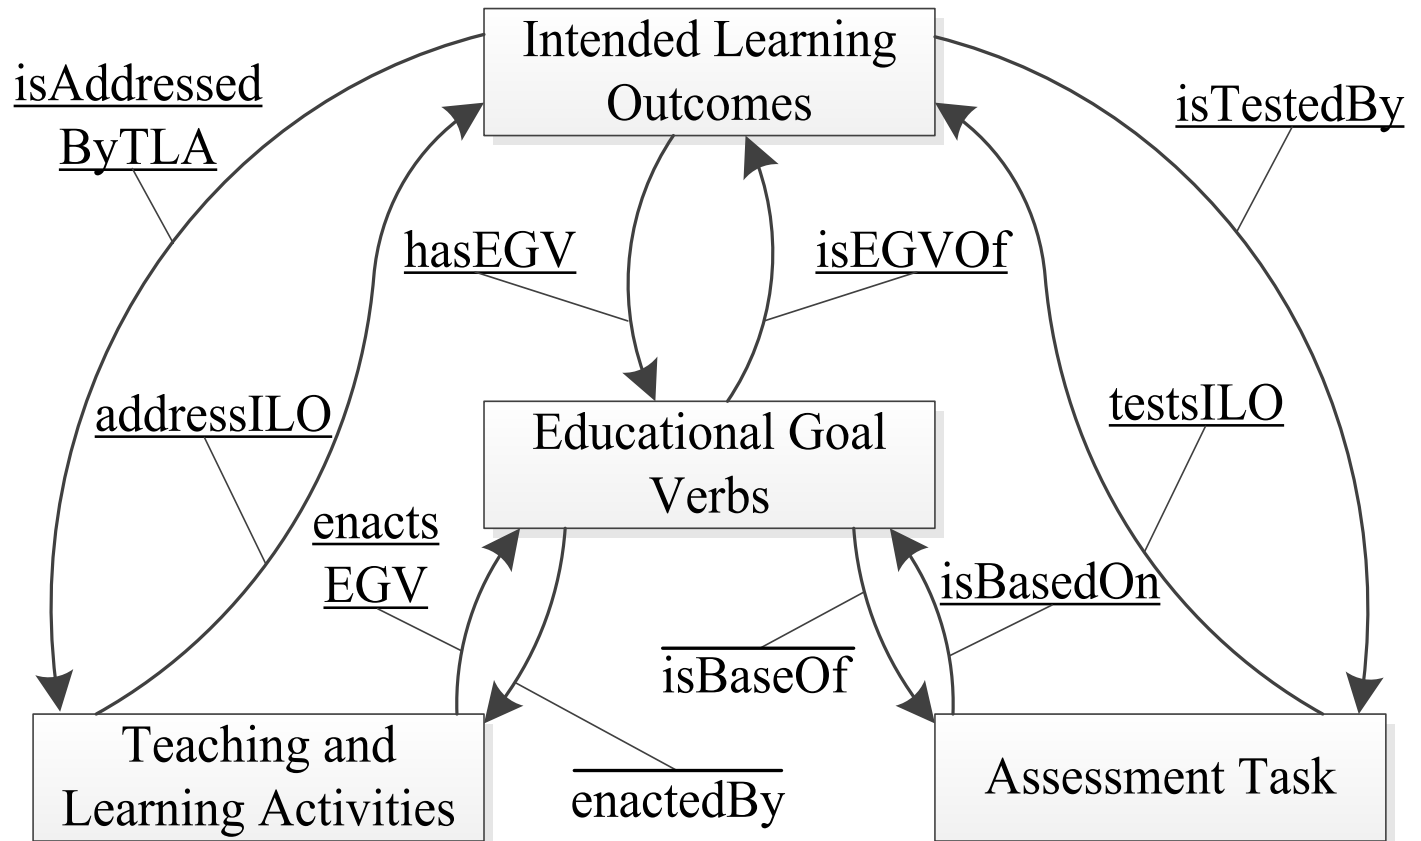 Intended Learning
Outcomes
isAddressed
ByTLA
isTestedBy
hasEGV
isEGVOf
addressILO
testsILO
Educational Goal
Verbs
enacts
EGV
isBasedOn
isBaseOf
enactedBy
Teaching and
Learning Activities
Assessment Task